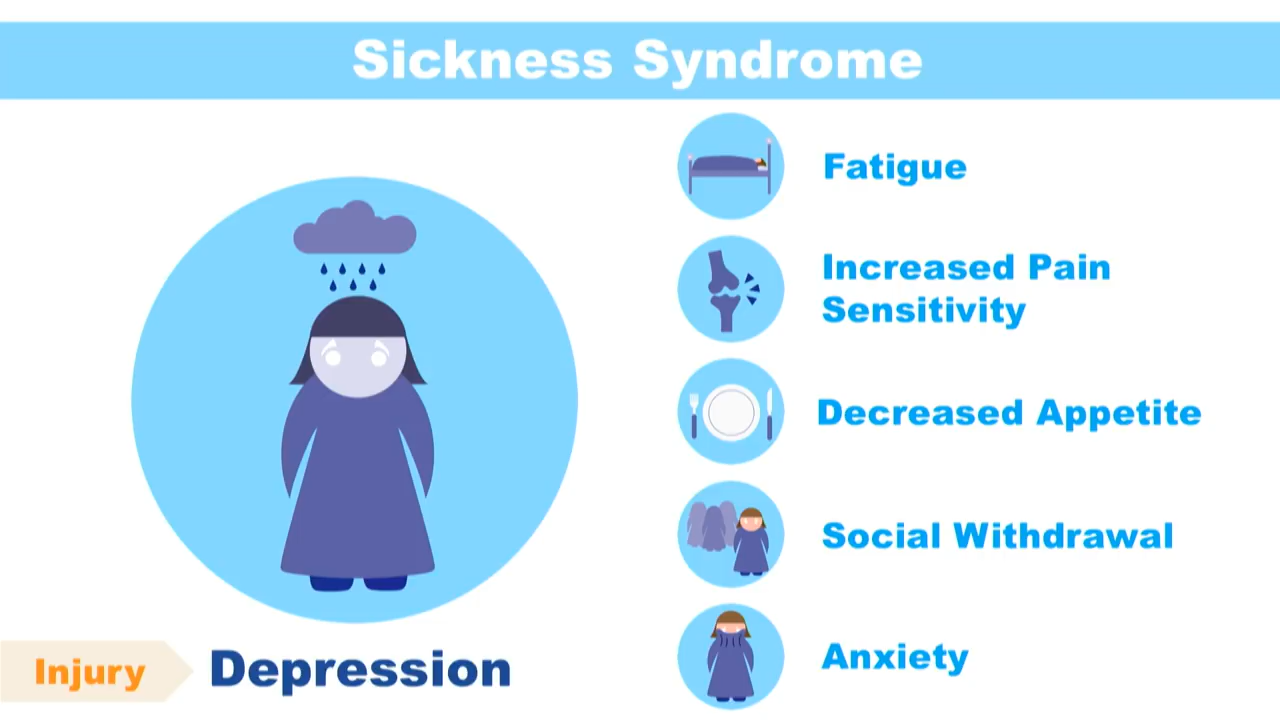 Sickness Syndrome
Fatigue
Increased Pain
Sensitivity
Decreased Appetite
Social Withdrawal
Anxiety
Injury
Depression